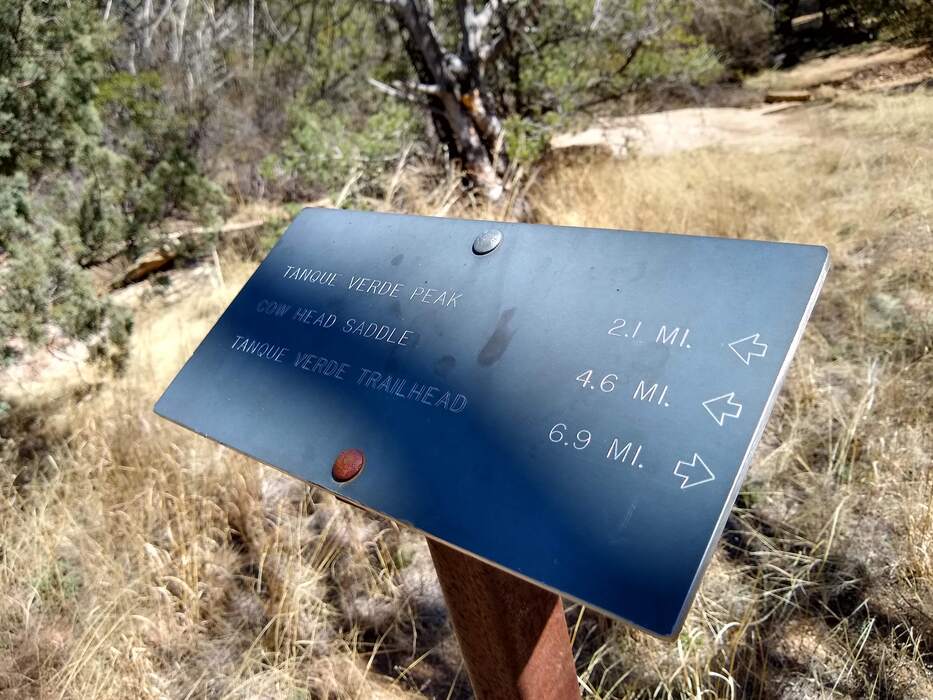 TANQUE VERDE PEAK 2.1 MI.
COW HEAD SADDLE 4.6 MI.
TANQUE VERDE TRAILHEAD 6.9 MI.